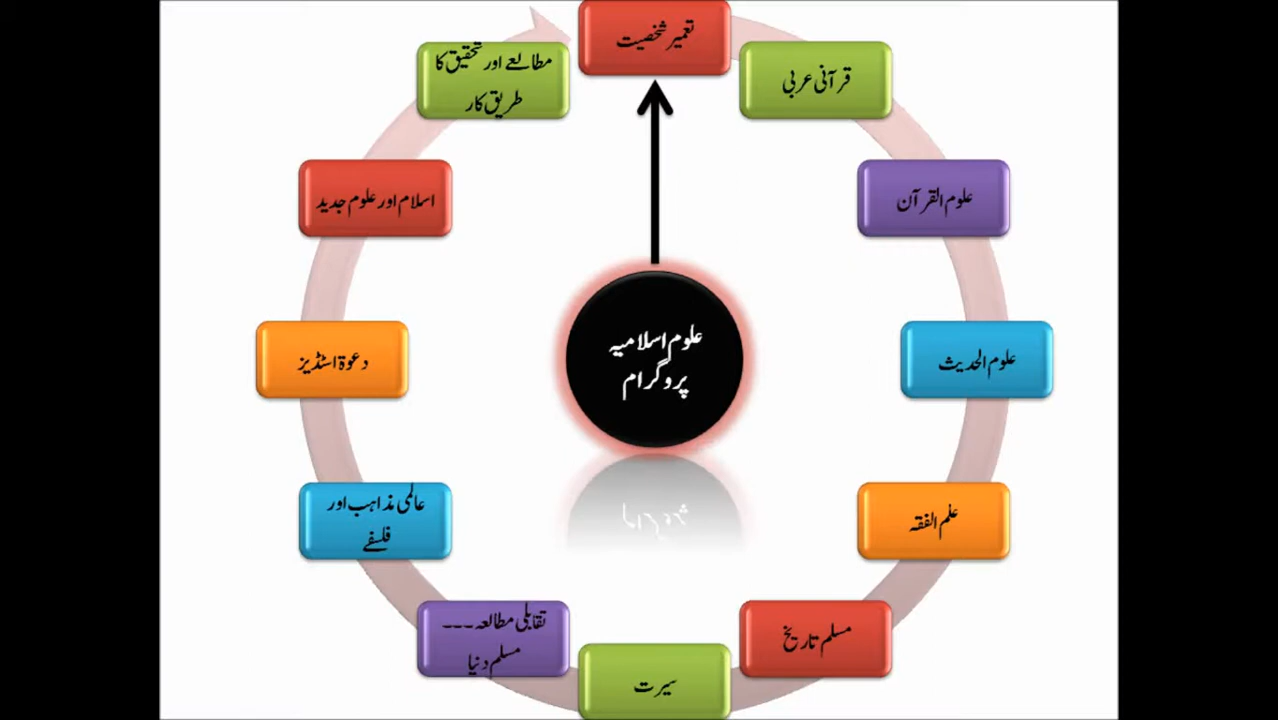 تعمیر شخصیت
قرآنی عربی
علوم القرآن
علوم الحدیث
علم الفقہ
مسلم تاریخ
سیرت
تقابلی مطالعہ۔۔۔
مسلم دنیا
عالمی مذاہب اور
فلسفے
دعوۃ اسٹڈیز
اسلام اور علوم جدید
مطالعے اور تحقیق کا
طریق کار
علوم اسلامیہ
پروگرام